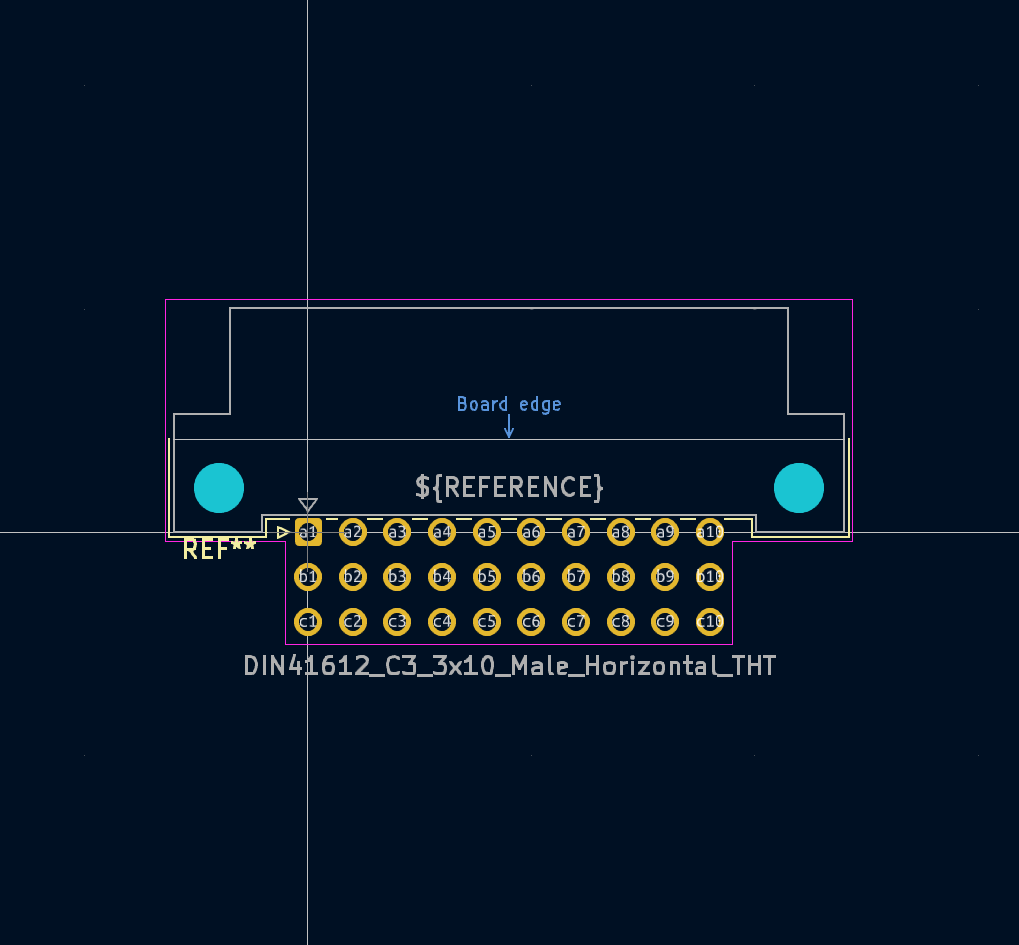 Board edge
${REFERENCE}
a1 a2 a3 a4 a5 a6 a7 a8 a9 a10
REF**
b1 b2 b3 b4 b5 b6 b7 b8 b9 b10
c1 c2 c3 c4 c5 c6 c7 c8 c9 c10
DIN41612_C3_3x10_Male_Horizontal_THT